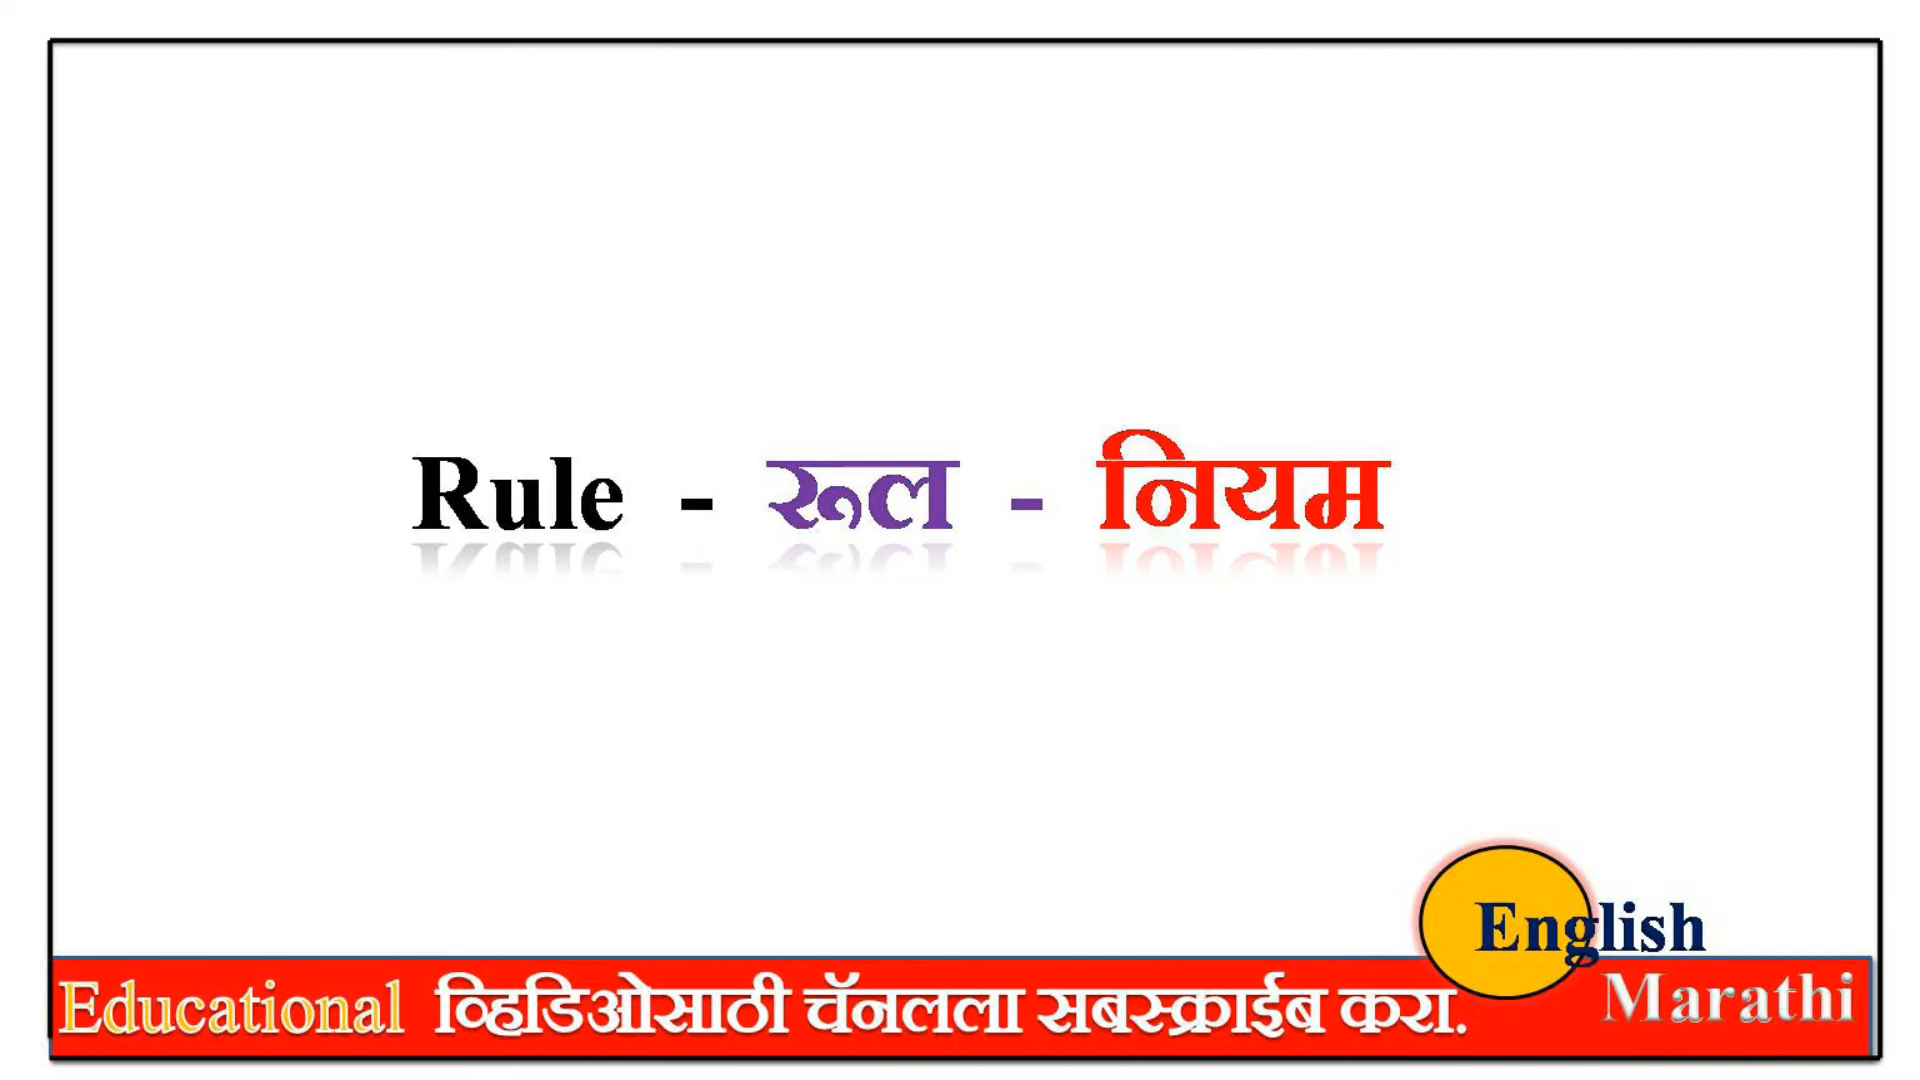 Rule - रूल - नियम
English
Educational व्हिडिओसाठी चॅनलला सबस्क्राईब करा. Marathi